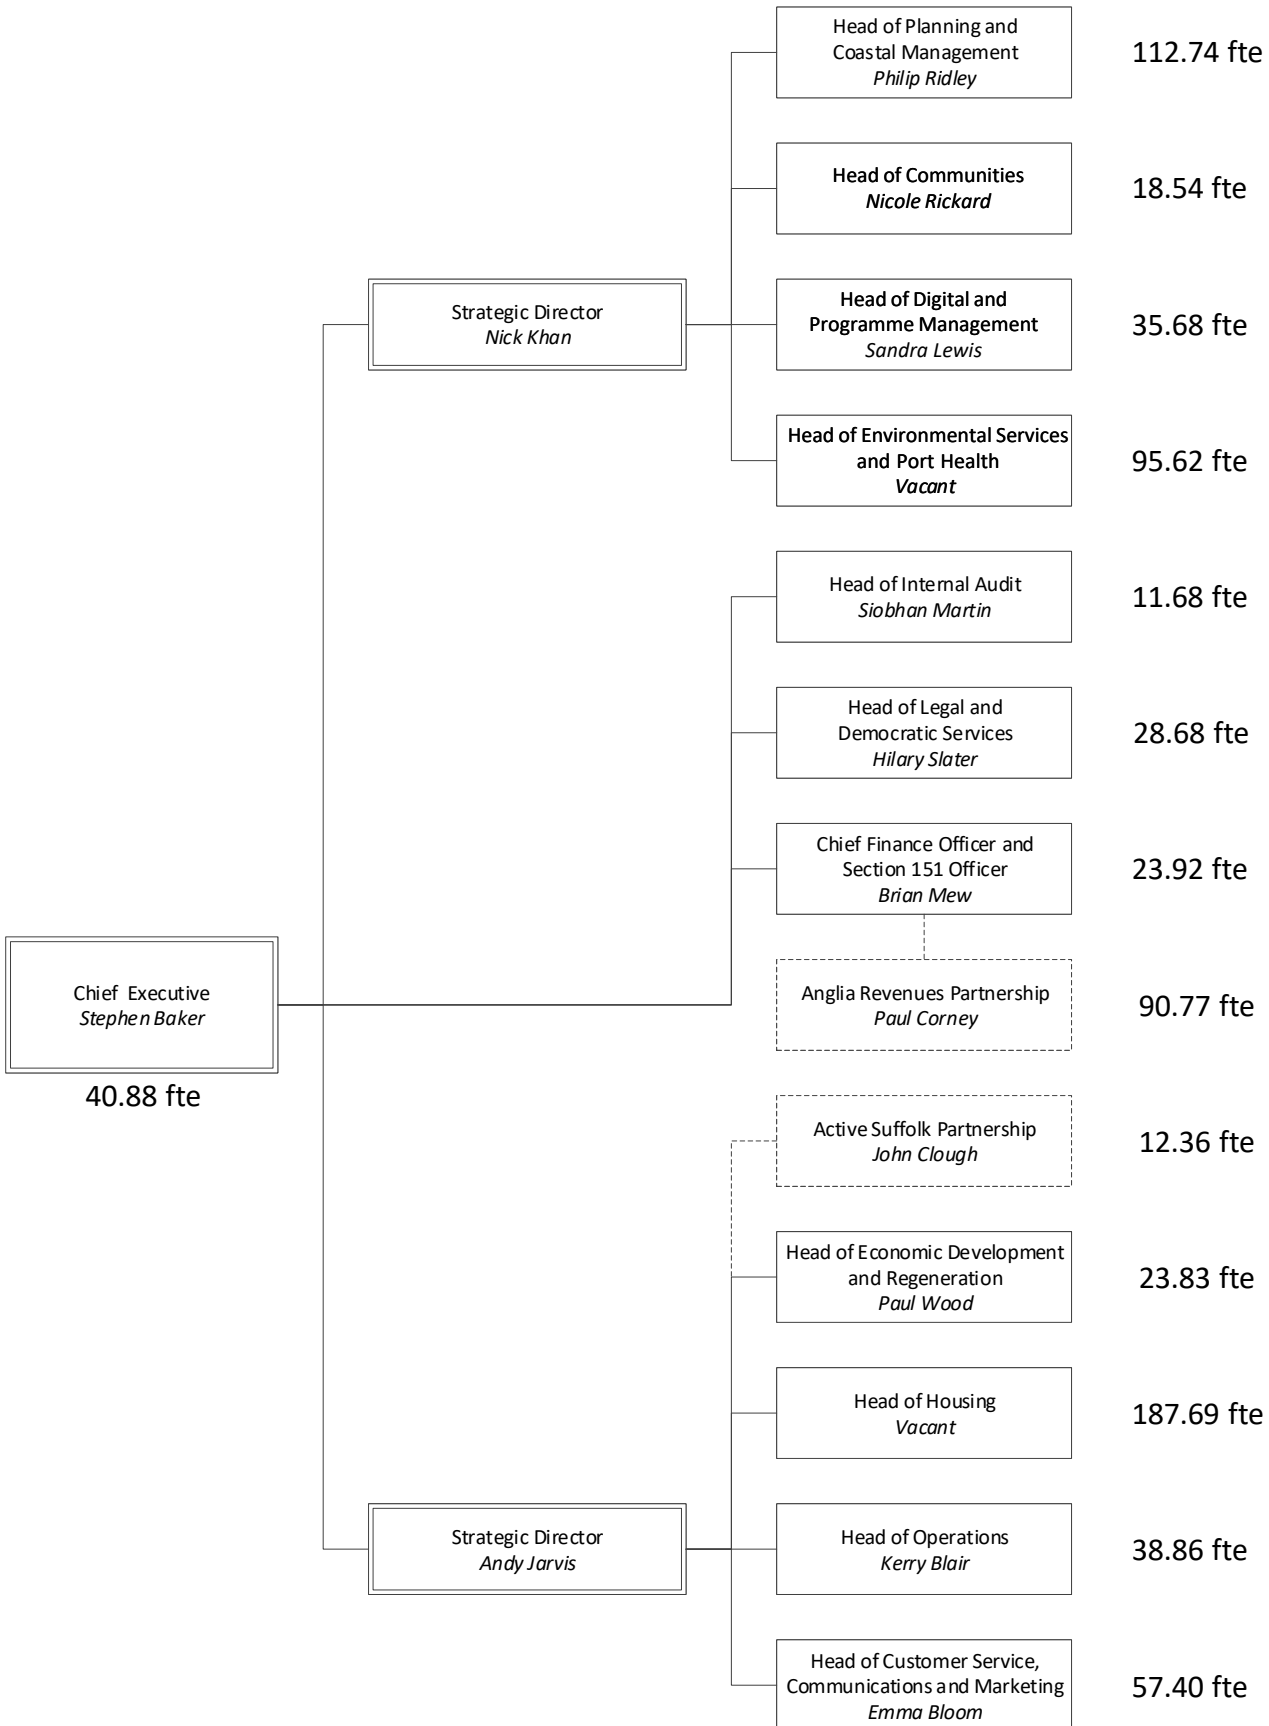 Head of Planning and
Coastal Management
Philip Ridley
112.74 fte
Head of Communities
Nicole Rickard
18.54 fte
Strategic Director
Nick Khan
Head of Digital and
Programme Management
Sandra Lewis
35.68 fte
Head of Environmental Services
and Port Health
Vacant
95.62 fte
Head of Internal Audit
Siobhan Martin
11.68 fte
Head of Legal and
Democratic Services
Hilary Slater
28.68 fte
Chief Finance Officer and
Section 151 Officer
Brian Mew
23.92 fte
Chief Executive
Stephen Baker
40.88 fte
Anglia Revenues Partnership
Paul Corney
90.77 fte
Active Suffolk Partnership
John Clough
12.36 fte
Head of Economic Development
and Regeneration
Paul Wood
23.83 fte
Head of Housing
Vacant
187.69 fte
Strategic Director
Andy Jarvis
Head of Operations
Kerry Blair
38.86 fte
Head of Customer Service,
Communications and Marketing
Emma Bloom
57.40 fte